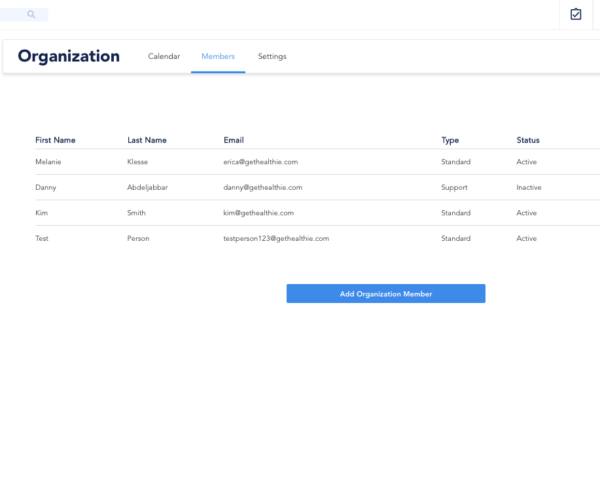 Organization Calendar Members Settings
First Name Last Name Email Type Status
Melanie Klesse erica@gethealthie.com Standard Active
Danny Abdeljabbar danny@gethealthie.com Support Inactive
Kim Smith kim@gethealthie.com Standard Active
Test Person testperson123@gethealthie.com Standard Active
Add Organization Member